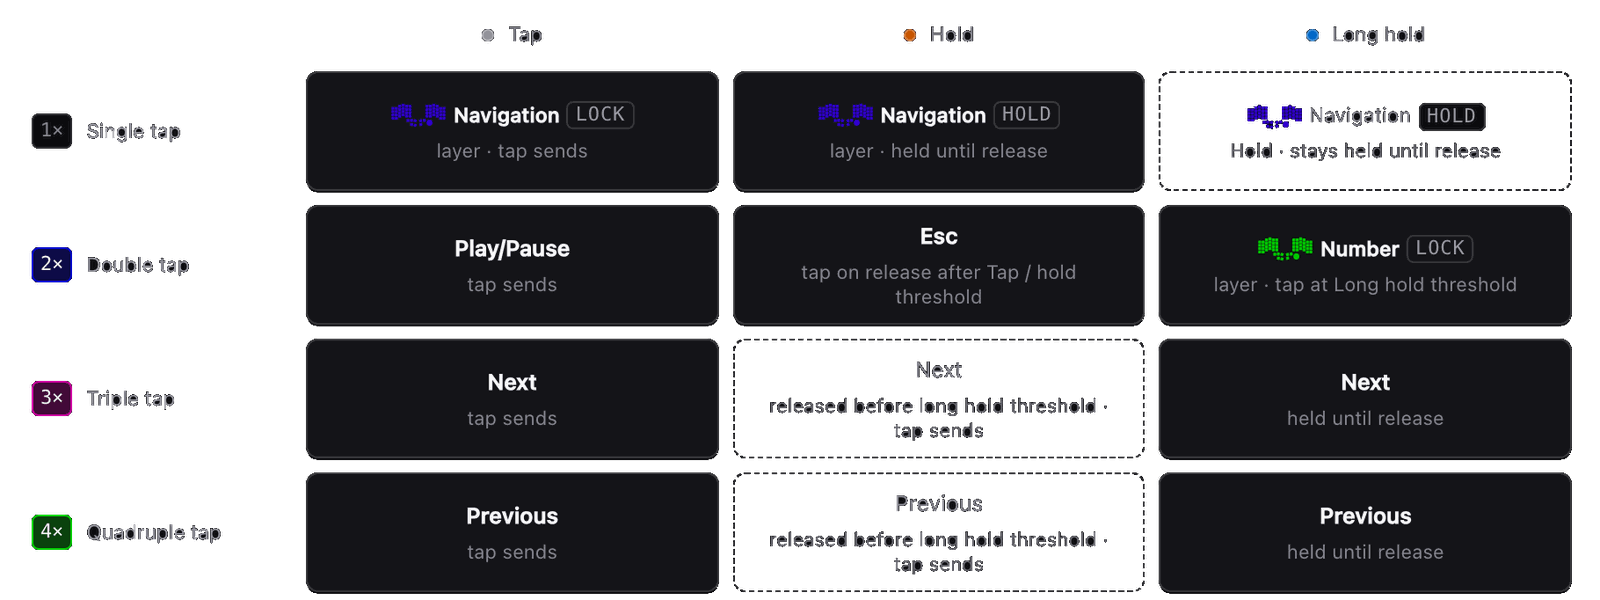 Tap
Hold
Long hold
1×
Single tap
Navigation LOCK
layer · tap sends
Navigation HOLD
layer · held until release
Navigation HOLD
Hold · stays held until release
2×
Double tap
Play/Pause
tap sends
Esc
tap on release after Tap / hold
threshold
Number LOCK
layer · tap at Long hold threshold
3×
Triple tap
Next
tap sends
Next
released before long hold threshold ·
tap sends
Next
held until release
4×
Quadruple tap
Previous
tap sends
Previous
released before long hold threshold ·
tap sends
Previous
held until release